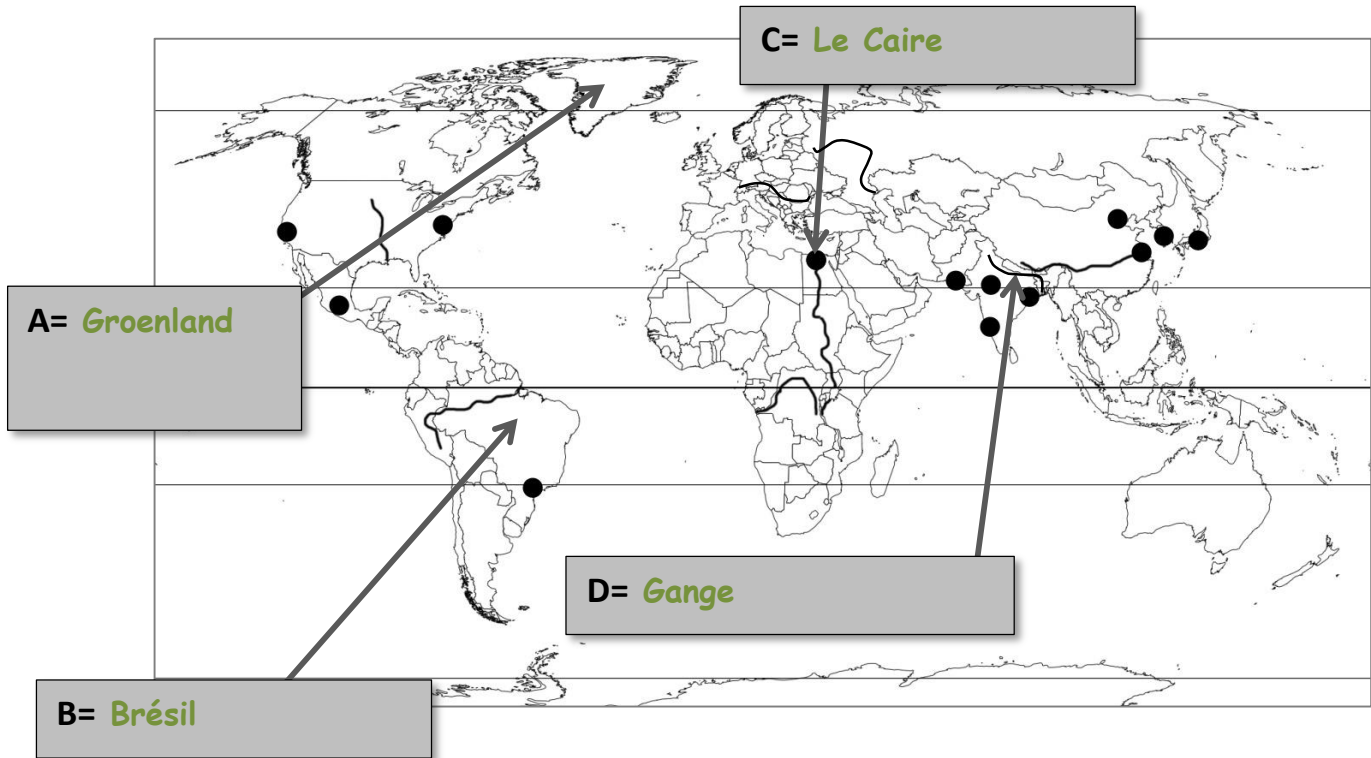 C= Le Caire
A= Groenland
D= Gange
B= Brésil